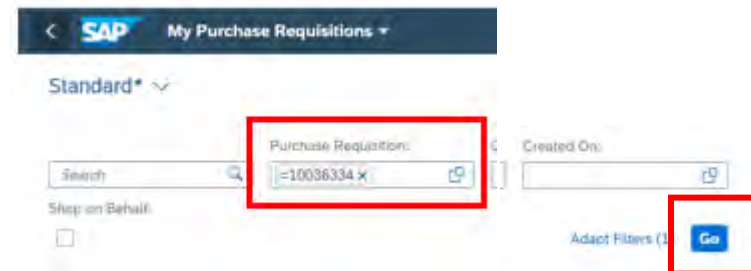 SAP My Purchase Requisitions
Standard*
Purchase Requisition: C Created On:
Search =10036334 ×
Shop on Behalf:
Adapt Filters (1 Go